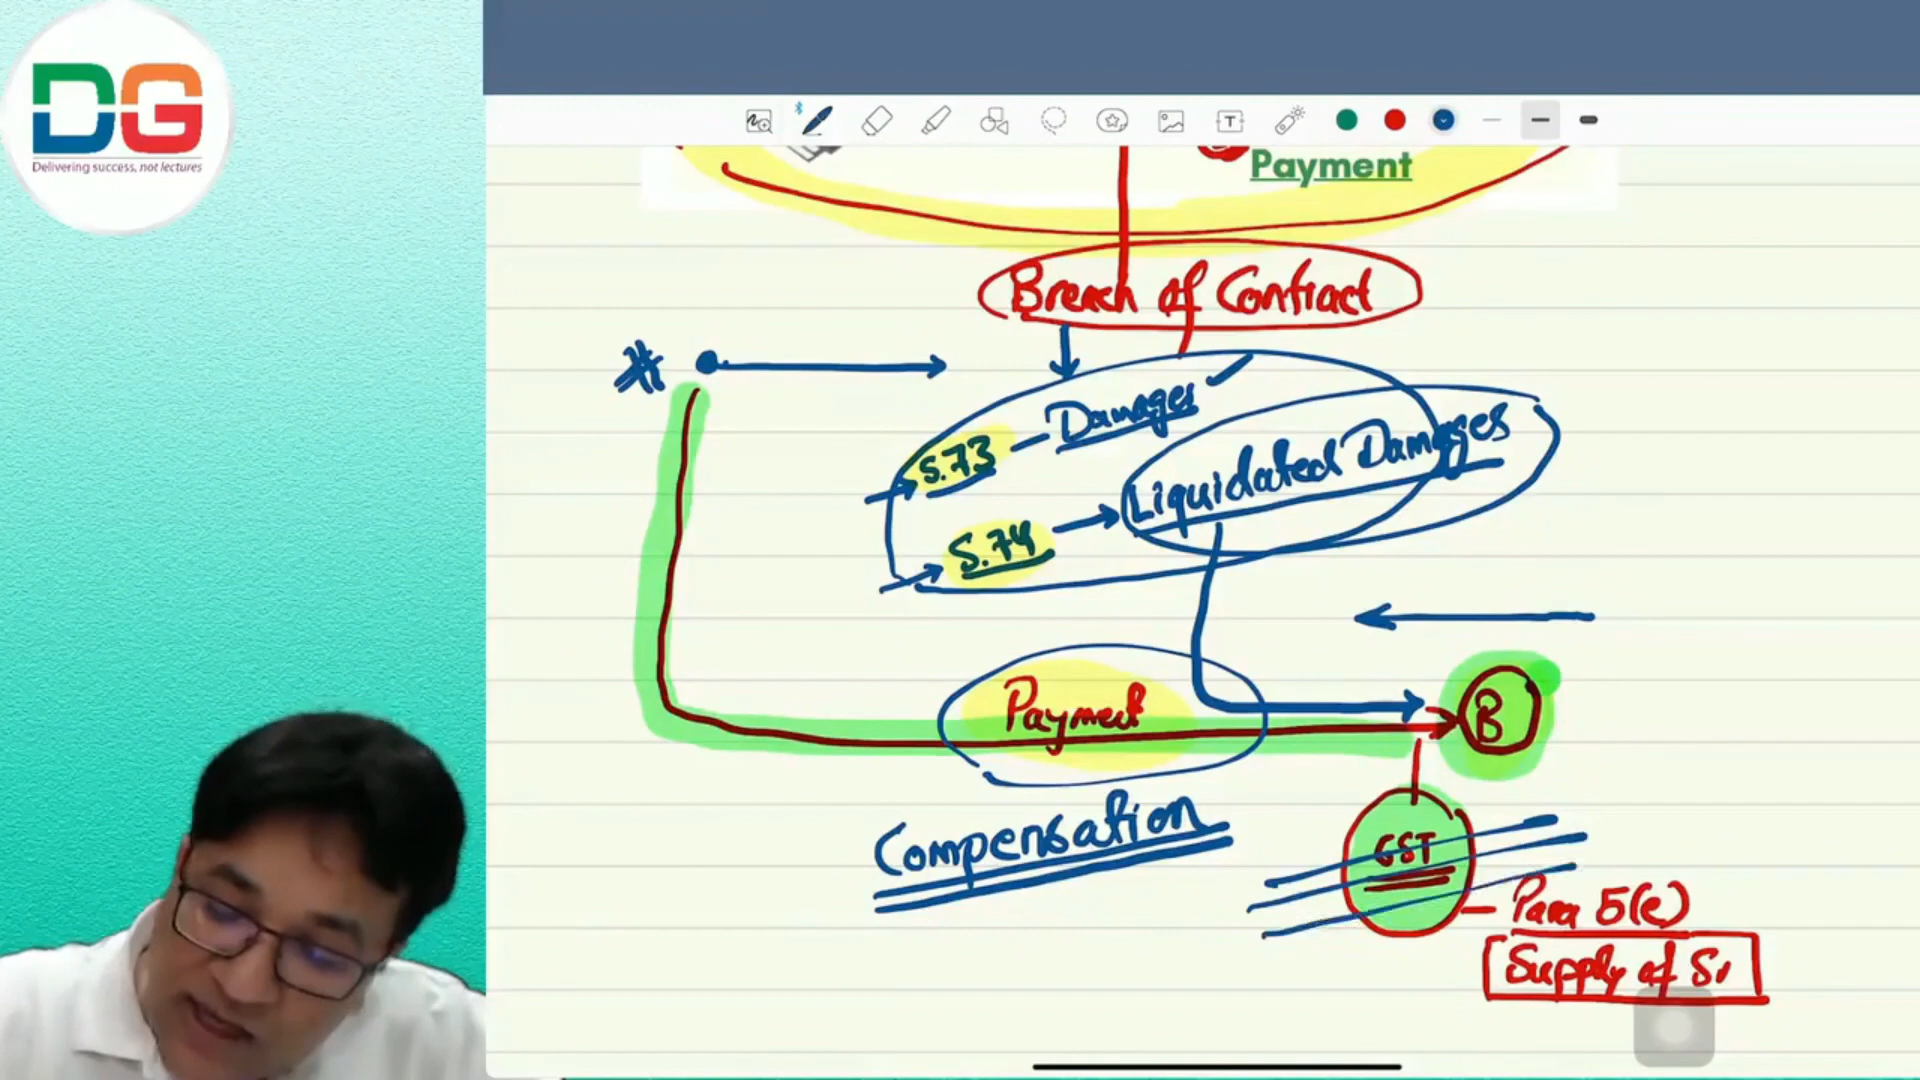 DG
Delivering success, not lectures
T
Payment
Breach of Contract
S.73 – Damages
S.74 → Liquidated Damages
Payment
B
Compensation
GST
– Para 5(e)
Supply of Sr